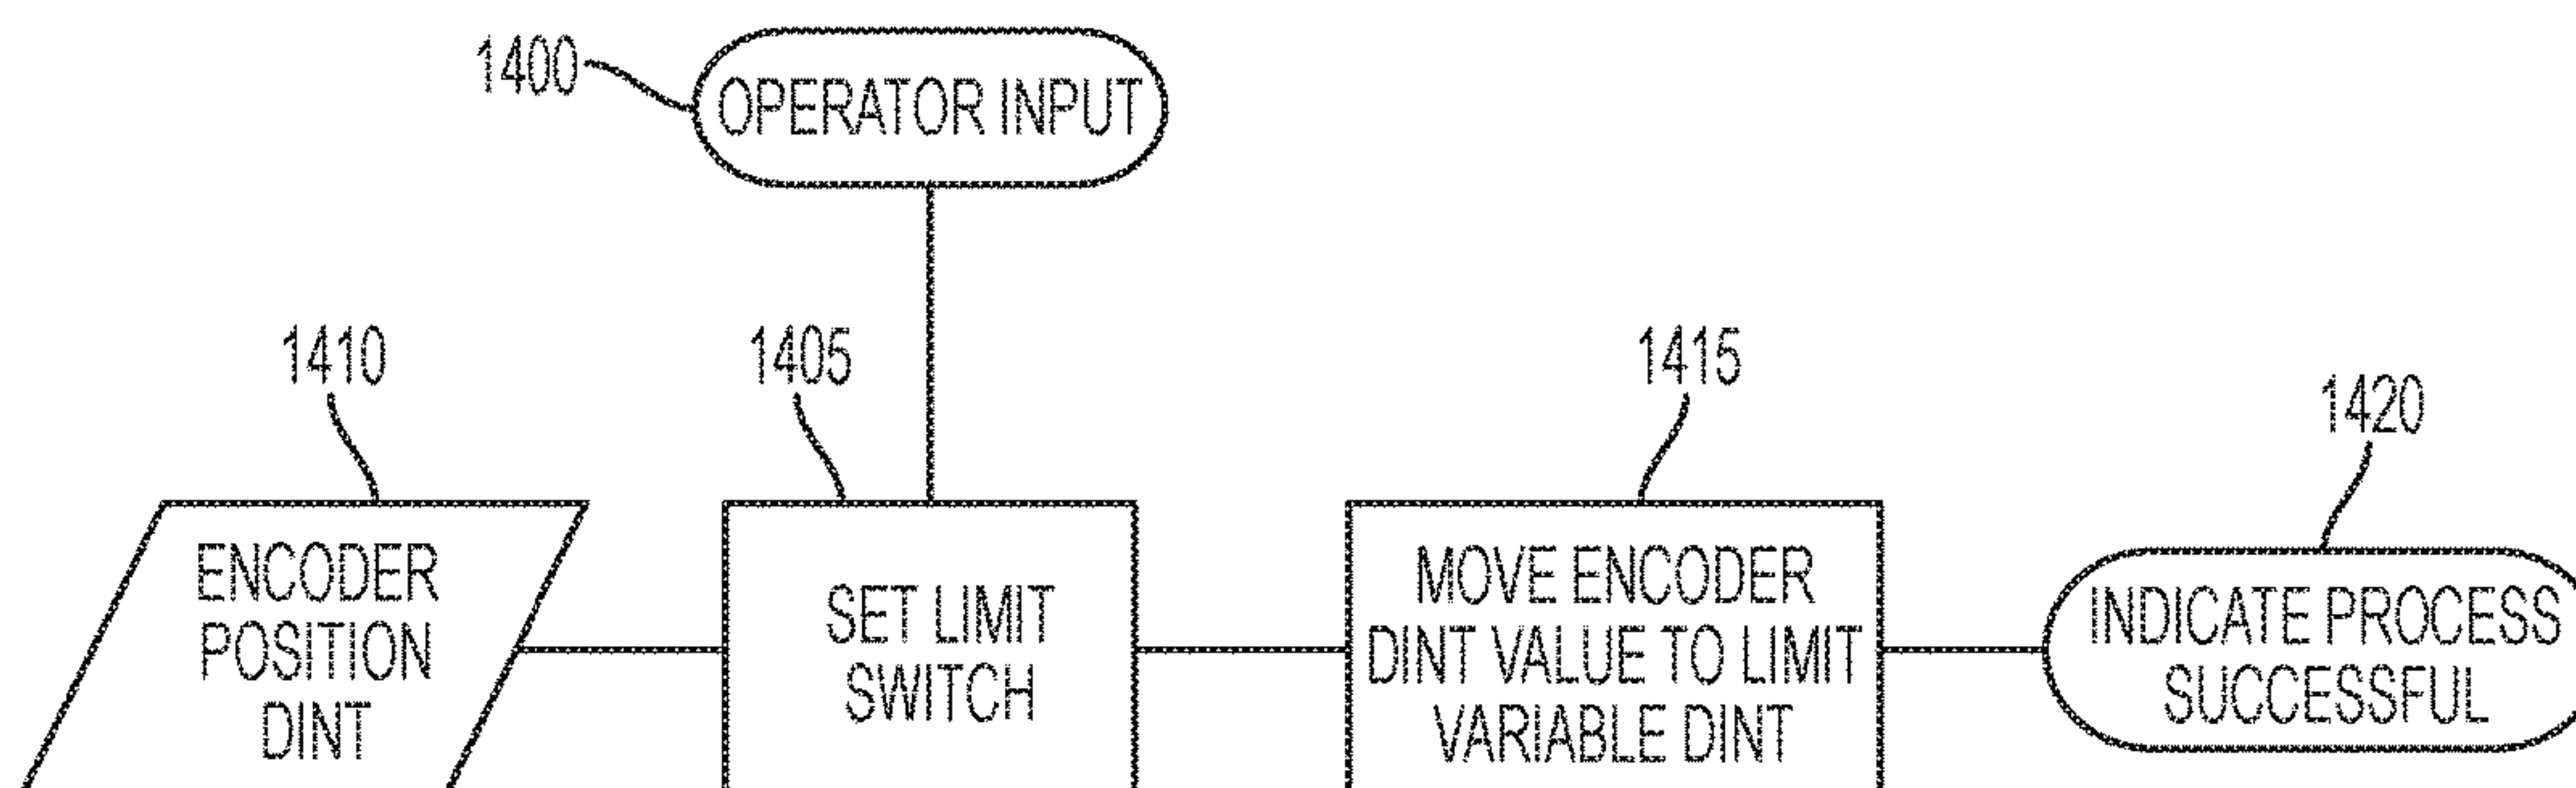 1400
OPERATOR INPUT
1410
1405
1415
1420
ENCODER
POSITION
DINT
SET LIMIT
SWITCH
MOVE ENCODER
DINT VALUE TO LIMIT
VARIABLE DINT
INDICATE PROCESS
SUCCESSFUL